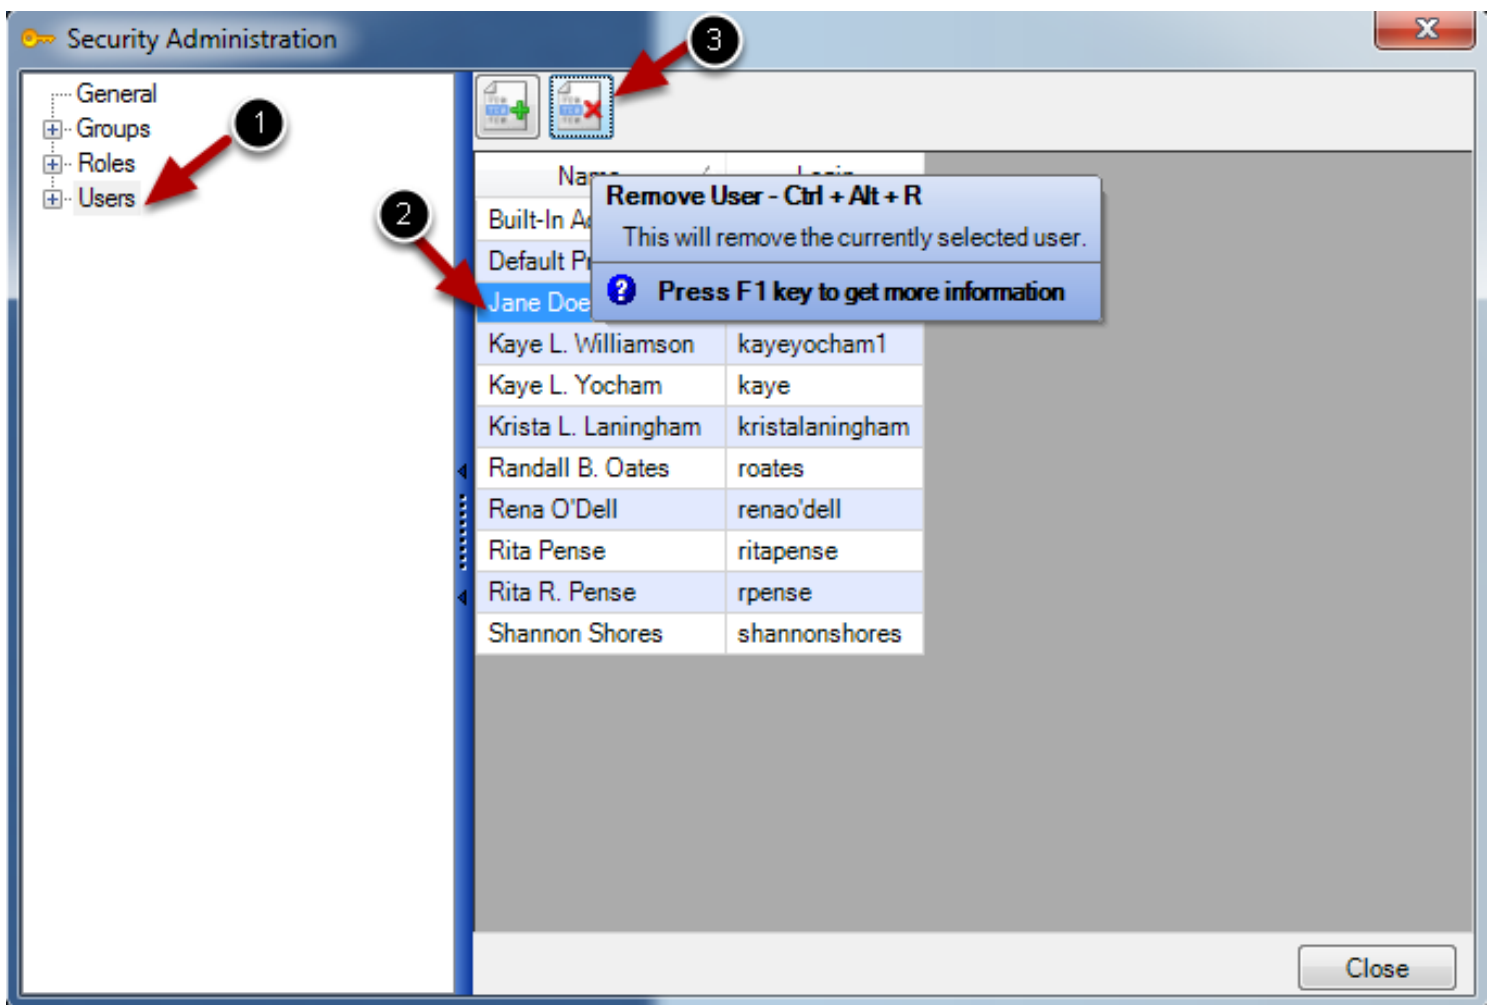 Security Administration
3
General
Groups
1
Roles
Users
2
Name
Login
Remove User - Ctrl + Alt + R
This will remove the currently selected user.
Press F1 key to get more information
Built-In
Default
Jane Doe
Kaye L. Williamson kayeyocham1
Kaye L. Yocham kaye
Krista L. Laningham kristalaningham
Randall B. Oates roates
Rena O'Dell renao'dell
Rita Pense ritapense
Rita R. Pense rpense
Shannon Shores shannonshores
Close